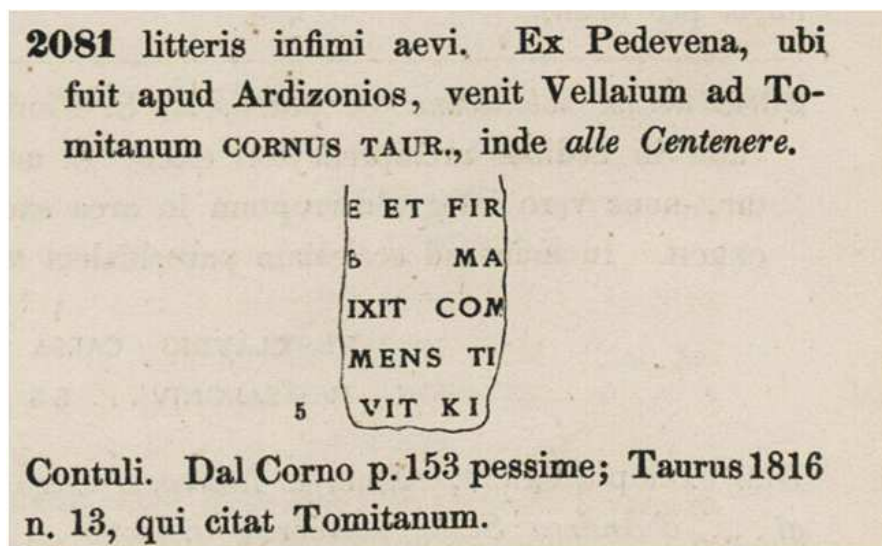 2081 litteris infimi aevi. Ex Pedevena, ubi
fuit apud Ardizonios, venit Vellaium ad To-
mitanum CORNUS TAUR., inde alle Centenere.
E ET FIR
MA
IXIT COM
MENS TI
5 VIT KI
Contuli. Dal Corno p. 153 pessime; Taurus 1816
n. 13, qui citat Tomitanum.